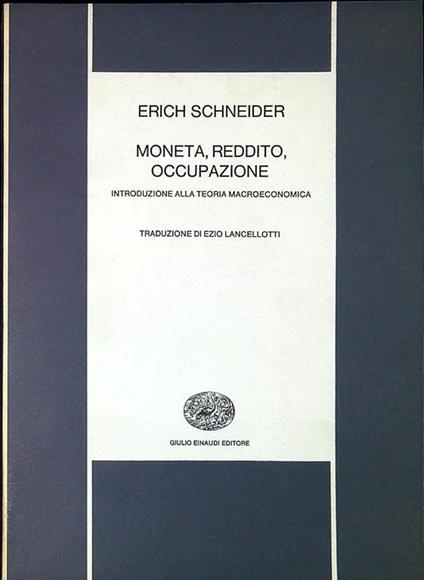 ERICH SCHNEIDER
MONETA, REDDITO,
OCCUPAZIONE
INTRODUZIONE ALLA TEORIA MACROECONOMICA
TRADUZIONE DI EZIO LANCELLOTTI
GIULIO EINAUDI EDITORE